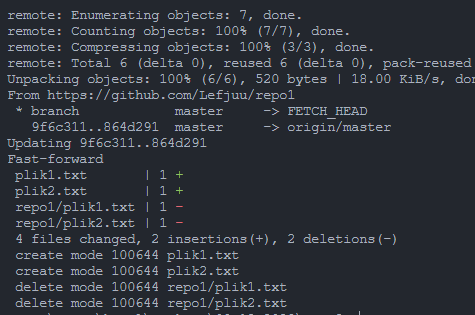 remote: Enumerating objects: 7, done.
remote: Counting objects: 100% (7/7), done.
remote: Compressing objects: 100% (3/3), done.
remote: Total 6 (delta 0), reused 6 (delta 0), pack-reused
Unpacking objects: 100% (6/6), 520 bytes | 18.00 KiB/s, don
From https://github.com/Lefjuu/repo1
 * branch            master     -> FETCH_HEAD
   9f6c311..864d291  master     -> origin/master
Updating 9f6c311..864d291
Fast-forward
 plik1.txt       | 1 +
 plik2.txt       | 1 +
 repo1/plik1.txt | 1 -
 repo1/plik2.txt | 1 -
 4 files changed, 2 insertions(+), 2 deletions(-)
 create mode 100644 plik1.txt
 create mode 100644 plik2.txt
 delete mode 100644 repo1/plik1.txt
 delete mode 100644 repo1/plik2.txt